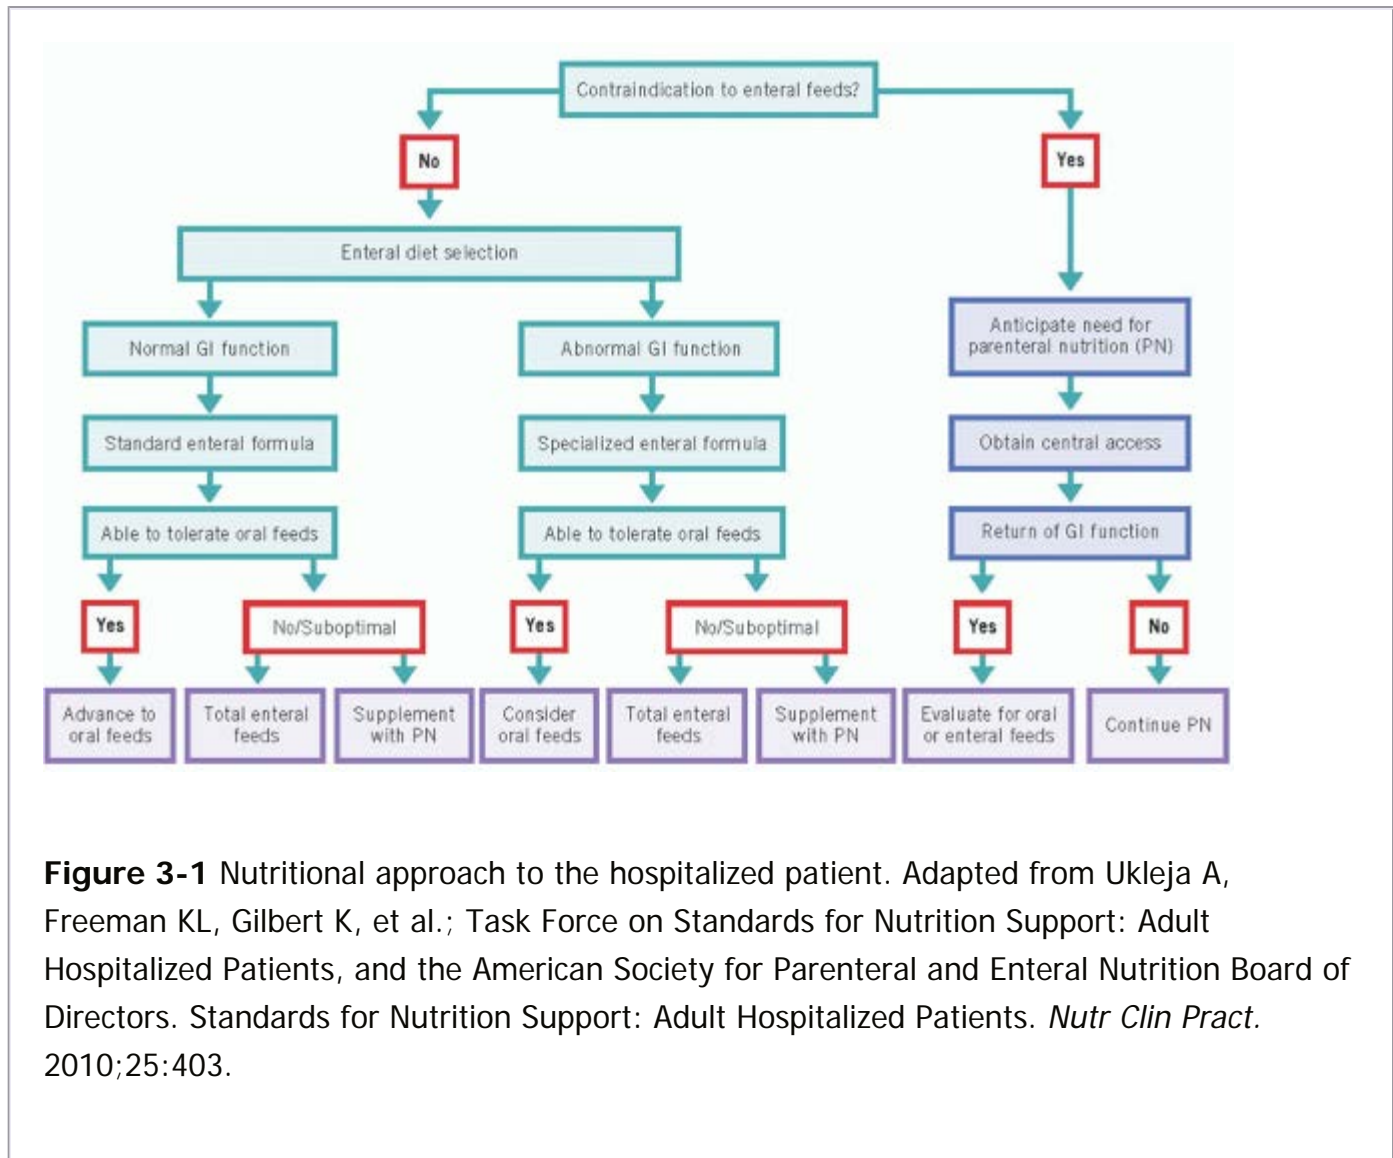 Contraindication to enteral feeds?
No
Yes
Enteral diet selection
Normal GI function
Abnormal GI function
Anticipate need for
parenteral nutrition (PN)
Standard enteral formula
Specialized enteral formula
Obtain central access
Able to tolerate oral feeds
Able to tolerate oral feeds
Return of GI function
Yes
No/Suboptimal
Yes
No/Suboptimal
Yes
No
Advance to
oral feeds
Total enteral
feeds
Supplement
with PN
Consider
oral feeds
Total enteral
feeds
Supplement
with PN
Evaluate for oral
or enteral feeds
Continue PN
Figure 3-1 Nutritional approach to the hospitalized patient. Adapted from Ukleja A,
Freeman KL, Gilbert K, et al.; Task Force on Standards for Nutrition Support: Adult
Hospitalized Patients, and the American Society for Parenteral and Enteral Nutrition Board of
Directors. Standards for Nutrition Support: Adult Hospitalized Patients. Nutr Clin Pract.
2010;25:403.